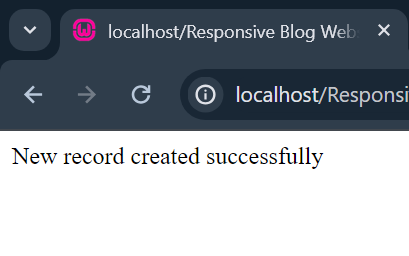 localhost/Responsive Blog Web
localhost/Responsi
New record created successfully